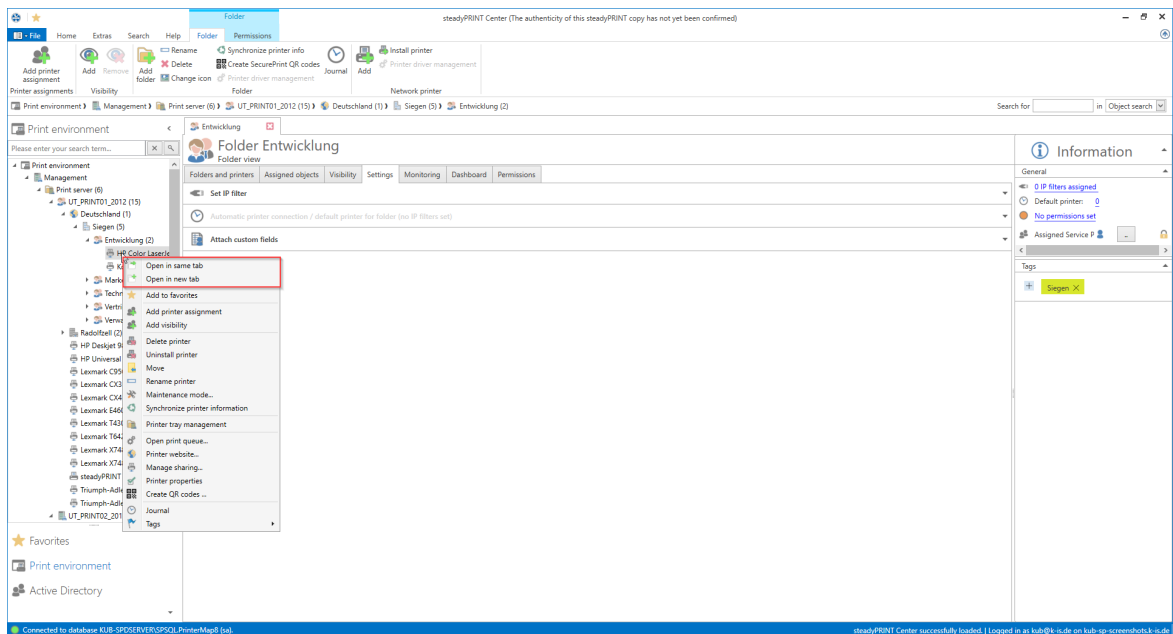 Folder
steadyPRINT Center (The authenticity of this steadyPRINT copy has not yet been confirmed)
File Home Extras Search Help Folder Permissions
Add printer assignment
Add Remove
Add folder
Rename
Delete
Change icon
Synchronize printer info
Create SecurePrint QR codes
Printer driver management
Journal
Add
Install printer
Printer driver management
Printer assignments Visibility Folder Network printer
Print environment Management Print server (6) UT_PRINT01_2012 (15) Deutschland (1) Siegen (5) Entwicklung (2)
Search for in Object search
Print environment
Please enter your search term...
Print environment
Management
Print server (6)
UT_PRINT01_2012 (15)
Deutschland (1)
Siegen (5)
Entwicklung (2)
HP Color LaserJe
Radolfzell (2)
HP Deskjet
HP Universal
Lexmark C95
Lexmark CX3
Lexmark CX4
Lexmark E46
Lexmark T43
Lexmark T64
Lexmark X74
Lexmark X74
steadyPRINT
Triumph-Adle
Triumph-Adle
UT_PRINT02_201
Open in same tab
Open in new tab
Add to favorites
Add printer assignment
Add visibility
Delete printer
Uninstall printer
Move
Rename printer
Maintenance mode...
Synchronize printer information
Printer tray management
Open print queue...
Printer website...
Manage sharing...
Printer properties
Create QR codes ...
Journal
Tags
Favorites
Print environment
Active Directory
Entwicklung
Folder Entwicklung
Folder view
Folders and printers Assigned objects Visibility Settings Monitoring Dashboard Permissions
Set IP filter
Automatic printer connection / default printer for folder (no IP filters set)
Attach custom fields
Information
General
0 IP filters assigned
Default printer: 0
No permissions set
Assigned Service P
Tags
Siegen
Connected to database KUB-SPDSERVER\SPSQL.PrinterMap8 (sa).
steadyPRINT Center successfully loaded. | Logged in as kub@k-is.de on kub-sp-screenshots.k-is.de